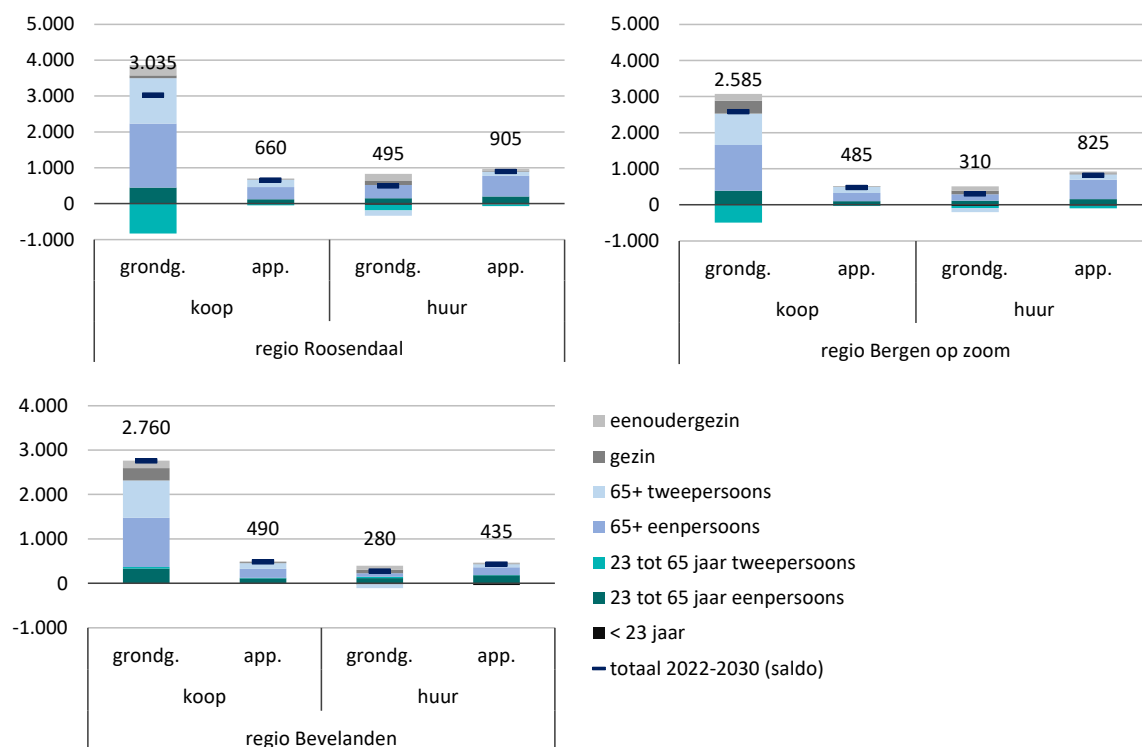 5.000
4.000
3.000
2.000
1.000
0
-1.000
3.035
660
495
905
grondg. app. grondg. app.
koop huur
regio Roosendaal
5.000
4.000
3.000
2.000
1.000
0
-1.000
2.585
485
310
825
grondg. app. grondg. app.
koop huur
regio Bergen op zoom
4.000
3.000
2.000
1.000
0
-1.000
2.760
490
280
435
grondg. app. grondg. app.
koop huur
regio Bevelanden
eenoudergezin
gezin
65+ tweepersoons
65+ eenpersoons
23 tot 65 jaar tweepersoons
23 tot 65 jaar eenpersoons
< 23 jaar
totaal 2022-2030 (saldo)